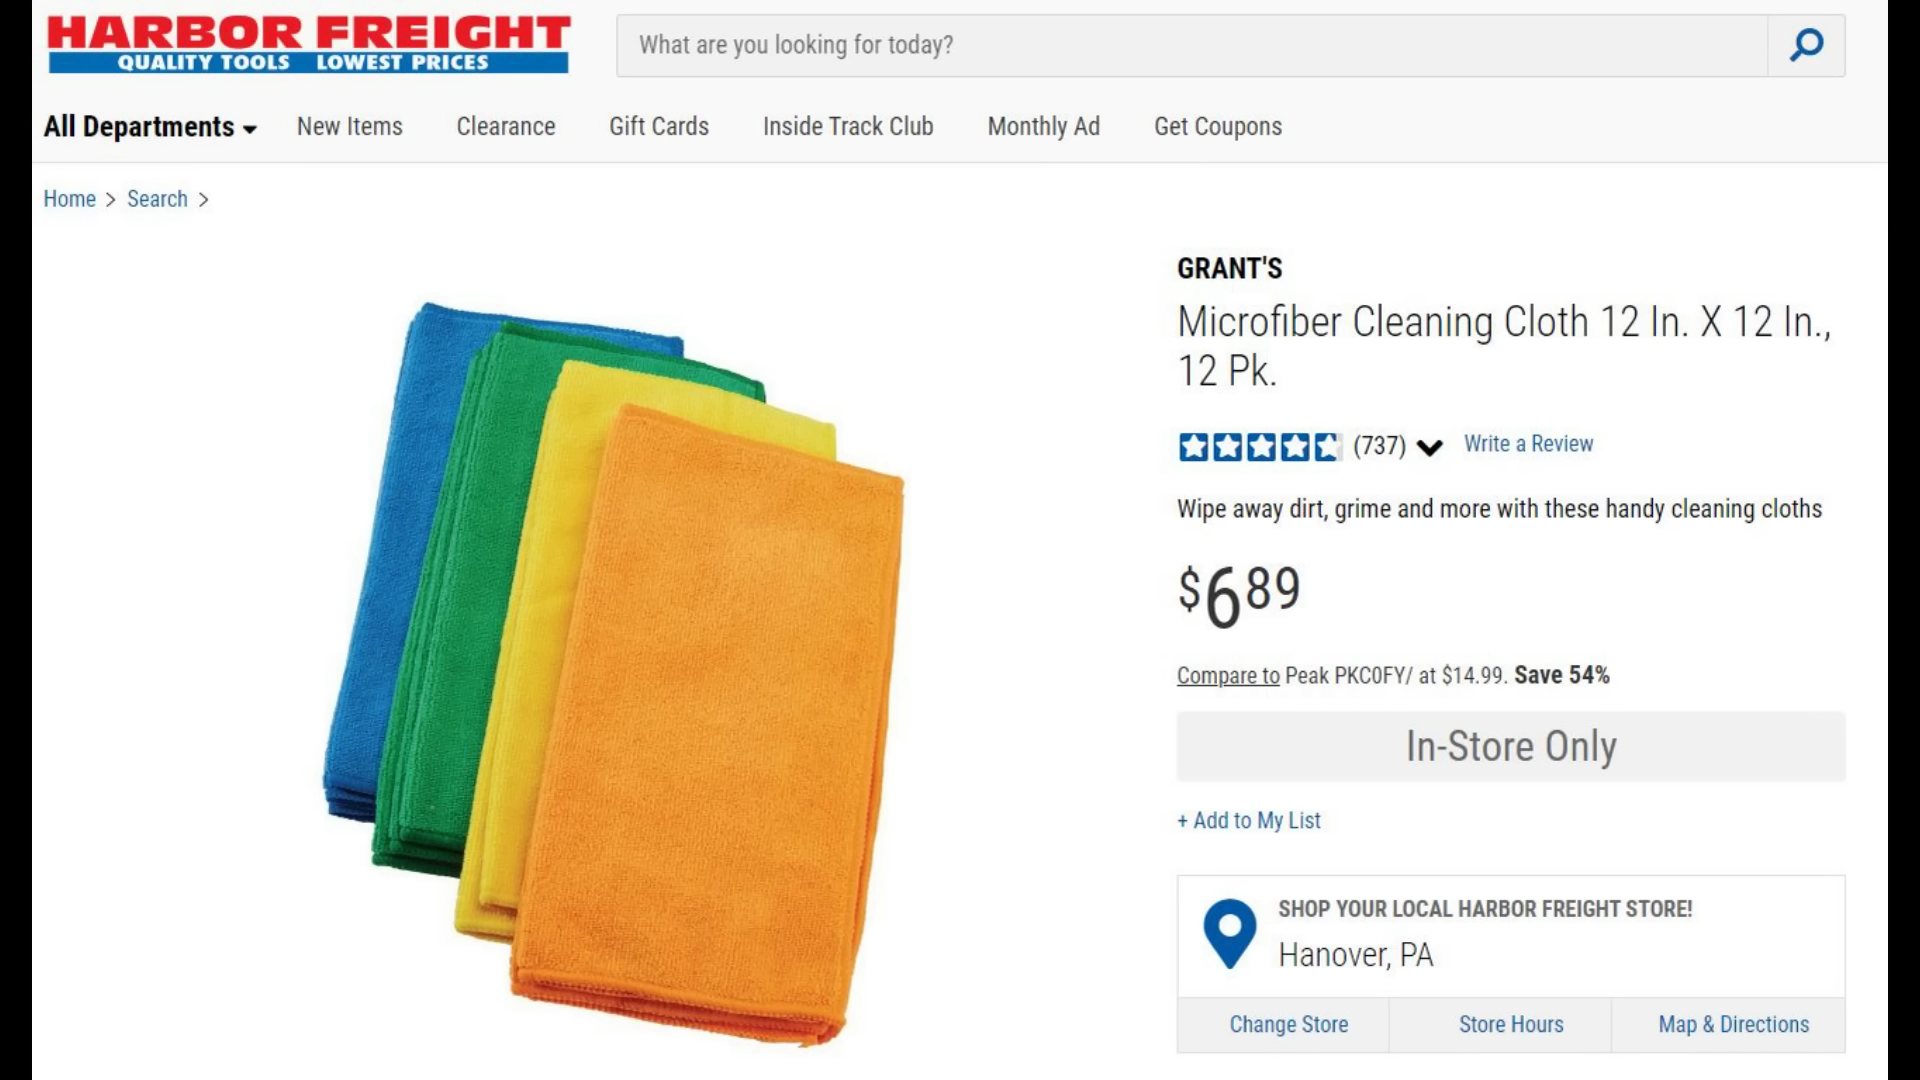 HARBOR FREIGHT
QUALITY TOOLS LOWEST PRICES
What are you looking for today?
All Departments
New Items
Clearance
Gift Cards
Inside Track Club
Monthly Ad
Get Coupons
Home > Search >
GRANT'S
Microfiber Cleaning Cloth 12 In. X 12 In.,
12 Pk.
(737)
Write a Review
Wipe away dirt, grime and more with these handy cleaning cloths
$6 89
Compare to Peak PKC0FY/ at $14.99. Save 54%
In-Store Only
+ Add to My List
SHOP YOUR LOCAL HARBOR FREIGHT STORE!
Hanover, PA
Change Store
Store Hours
Map & Directions